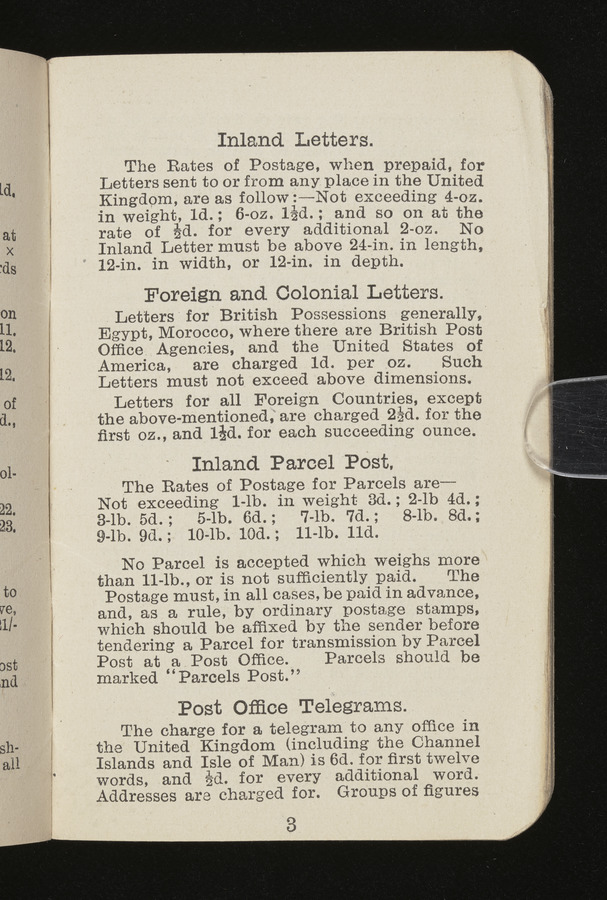 Inland Letters.
The Rates of Postage, when prepaid, for
Letters sent to or from any place in the United
Kingdom, are as follow:—Not exceeding 4-oz.
in weight, 1d.; 6-oz. 1½d.; and so on at the
rate of ½d. for every additional 2-oz. No
Inland Letter must be above 24-in. in length,
12-in. in width, or 12-in. in depth.
Foreign and Colonial Letters.
Letters for British Possessions generally,
Egypt, Morocco, where there are British Post
Office Agencies, and the United States of
America, are charged 1d. per oz. Such
Letters must not exceed above dimensions.
Letters for all Foreign Countries, except
the above-mentioned, are charged 2½d. for the
first oz., and 1½d. for each succeeding ounce.
Inland Parcel Post,
The Rates of Postage for Parcels are—
Not exceeding 1-lb. in weight 3d.; 2-lb 4d.;
3-lb. 5d.; 5-lb. 6d.; 7-lb. 7d.; 8-lb. 8d.;
9-lb. 9d.; 10-lb. 10d.; 11-lb. 11d.
No Parcel is accepted which weighs more
than 11-lb., or is not sufficiently paid. The
Postage must, in all cases, be paid in advance,
and, as a rule, by ordinary postage stamps,
which should be affixed by the sender before
tendering a Parcel for transmission by Parcel
Post at a Post Office. Parcels should be
marked "Parcels Post."
Post Office Telegrams.
The charge for a telegram to any office in
the United Kingdom (including the Channel
Islands and Isle of Man) is 6d. for first twelve
words, and ½d. for every additional word.
Addresses are charged for. Groups of figures
3